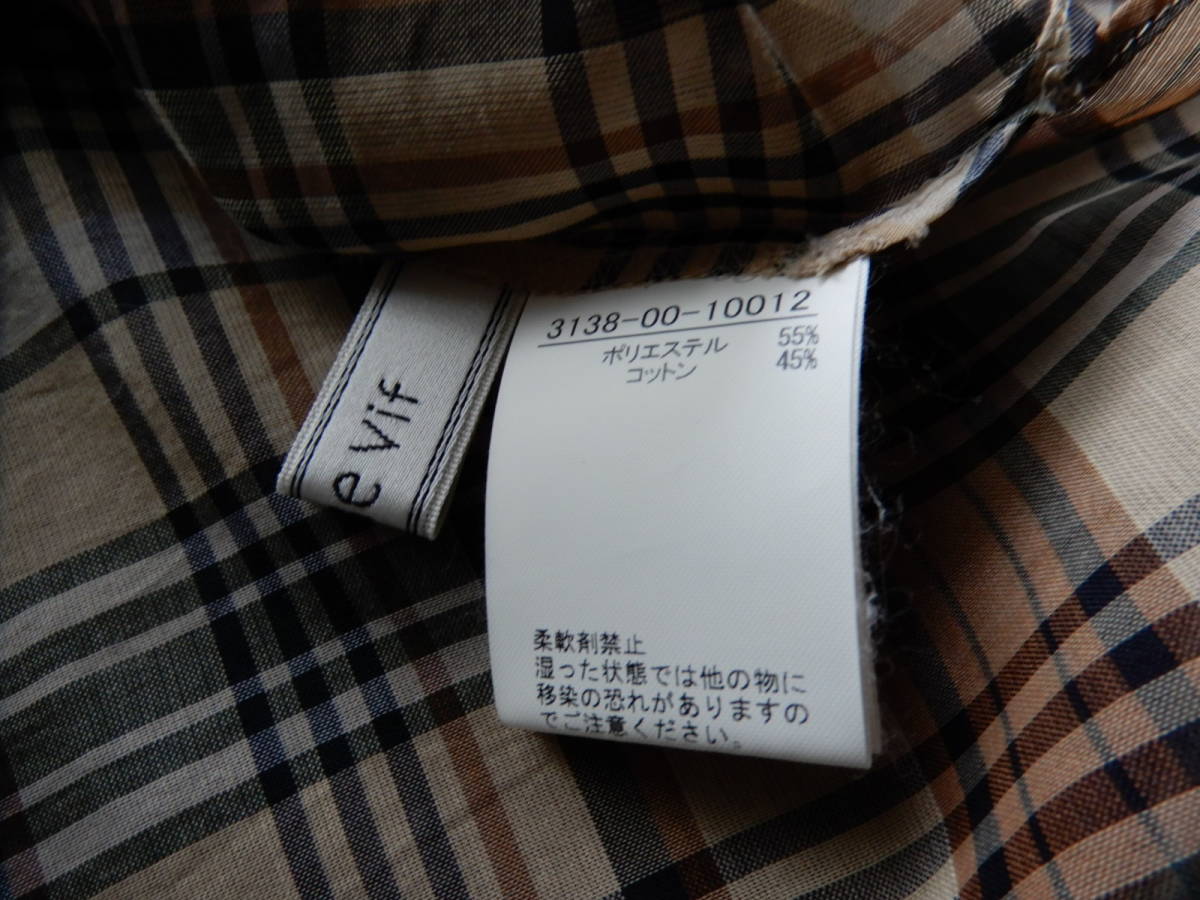 e vif
3138-00-10012
ポリエステル 55%
コットン 45%
柔軟剤禁止
湿った状態では他の物に
移染の恐れがありますの
でご注意ください。